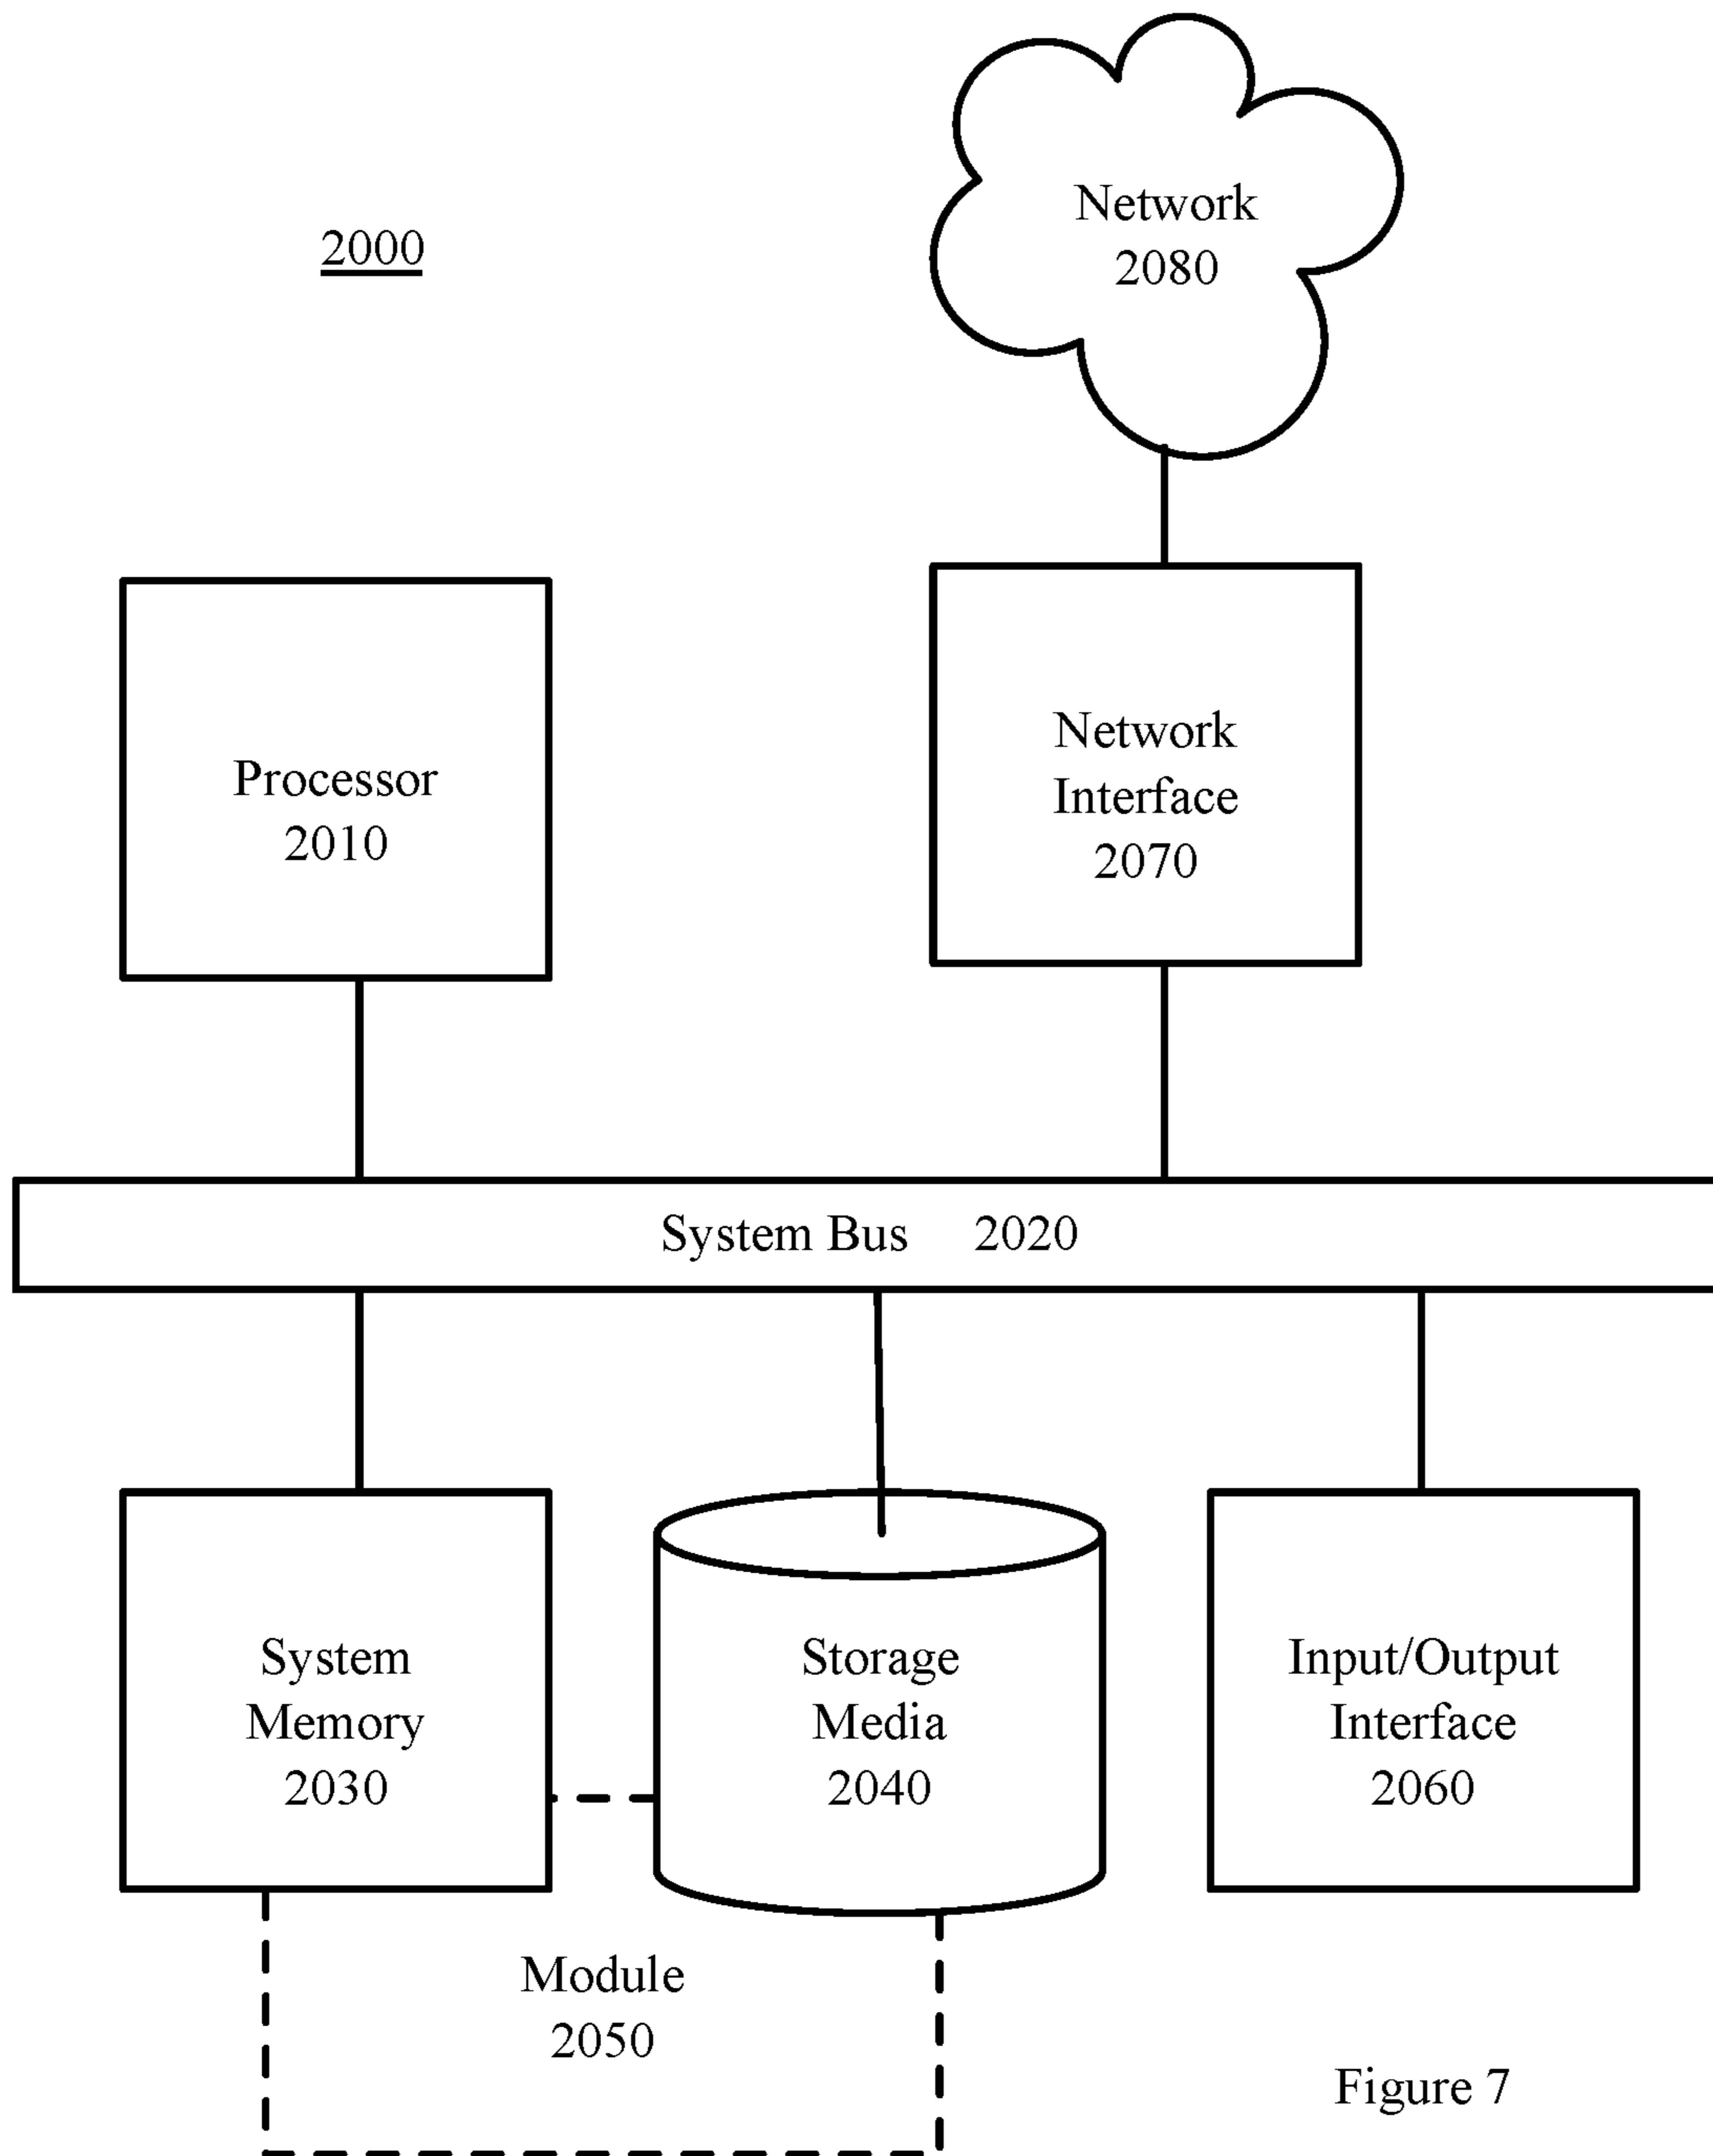 Network
2080
2000
Processor
2010
Network
Interface
2070
System Bus 2020
System
Memory
2030
Storage
Media
2040
Input/Output
Interface
2060
Module
2050
Figure 7